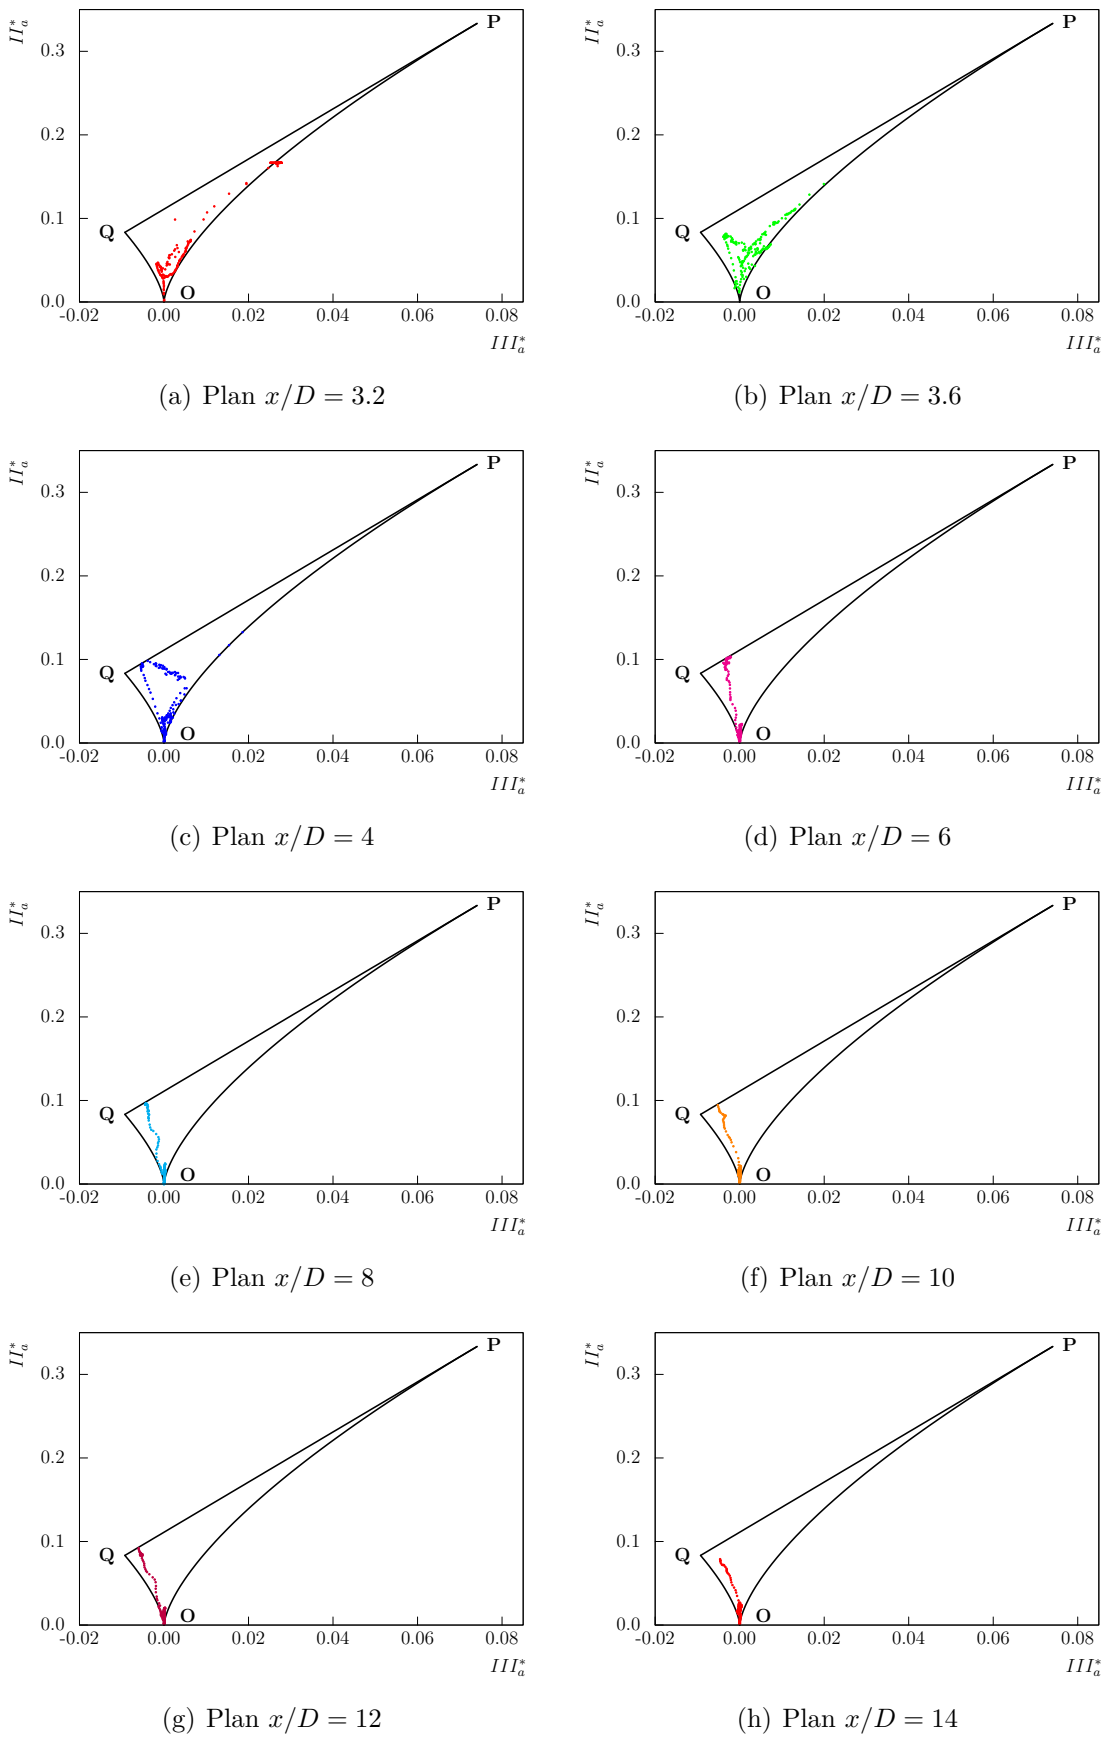 II*a II*a
P P
0.3 0.3
0.2 0.2
0.1 0.1
Q Q
O O
0.0 0.0
-0.02 0.00 0.02 0.04 0.06 0.08 -0.02 0.00 0.02 0.04 0.06 0.08
III*a III*a
(a) Plan x/D = 3.2 (b) Plan x/D = 3.6
II*a II*a
P P
0.3 0.3
0.2 0.2
0.1 0.1
Q Q
O O
0.0 0.0
-0.02 0.00 0.02 0.04 0.06 0.08 -0.02 0.00 0.02 0.04 0.06 0.08
III*a III*a
(c) Plan x/D = 4 (d) Plan x/D = 6
II*a II*a
P P
0.3 0.3
0.2 0.2
0.1 0.1
Q Q
O O
0.0 0.0
-0.02 0.00 0.02 0.04 0.06 0.08 -0.02 0.00 0.02 0.04 0.06 0.08
III*a III*a
(e) Plan x/D = 8 (f) Plan x/D = 10
II*a II*a
P P
0.3 0.3
0.2 0.2
0.1 0.1
Q Q
O O
0.0 0.0
-0.02 0.00 0.02 0.04 0.06 0.08 -0.02 0.00 0.02 0.04 0.06 0.08
III*a III*a
(g) Plan x/D = 12 (h) Plan x/D = 14